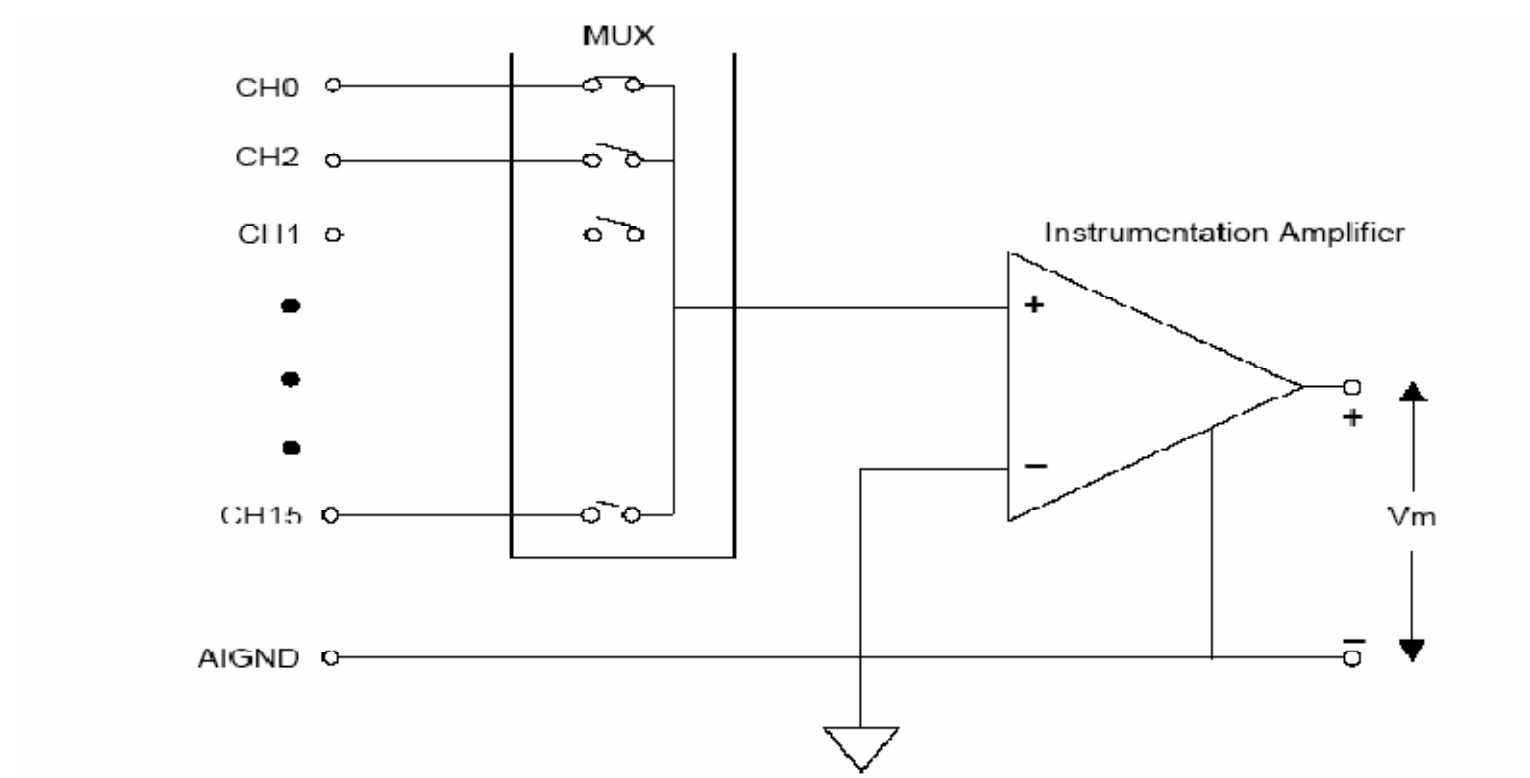 MUX
CH0
CH2
CH1
Instrumentation Amplifier
+
−
+
CH15
Vm
AIGND
−